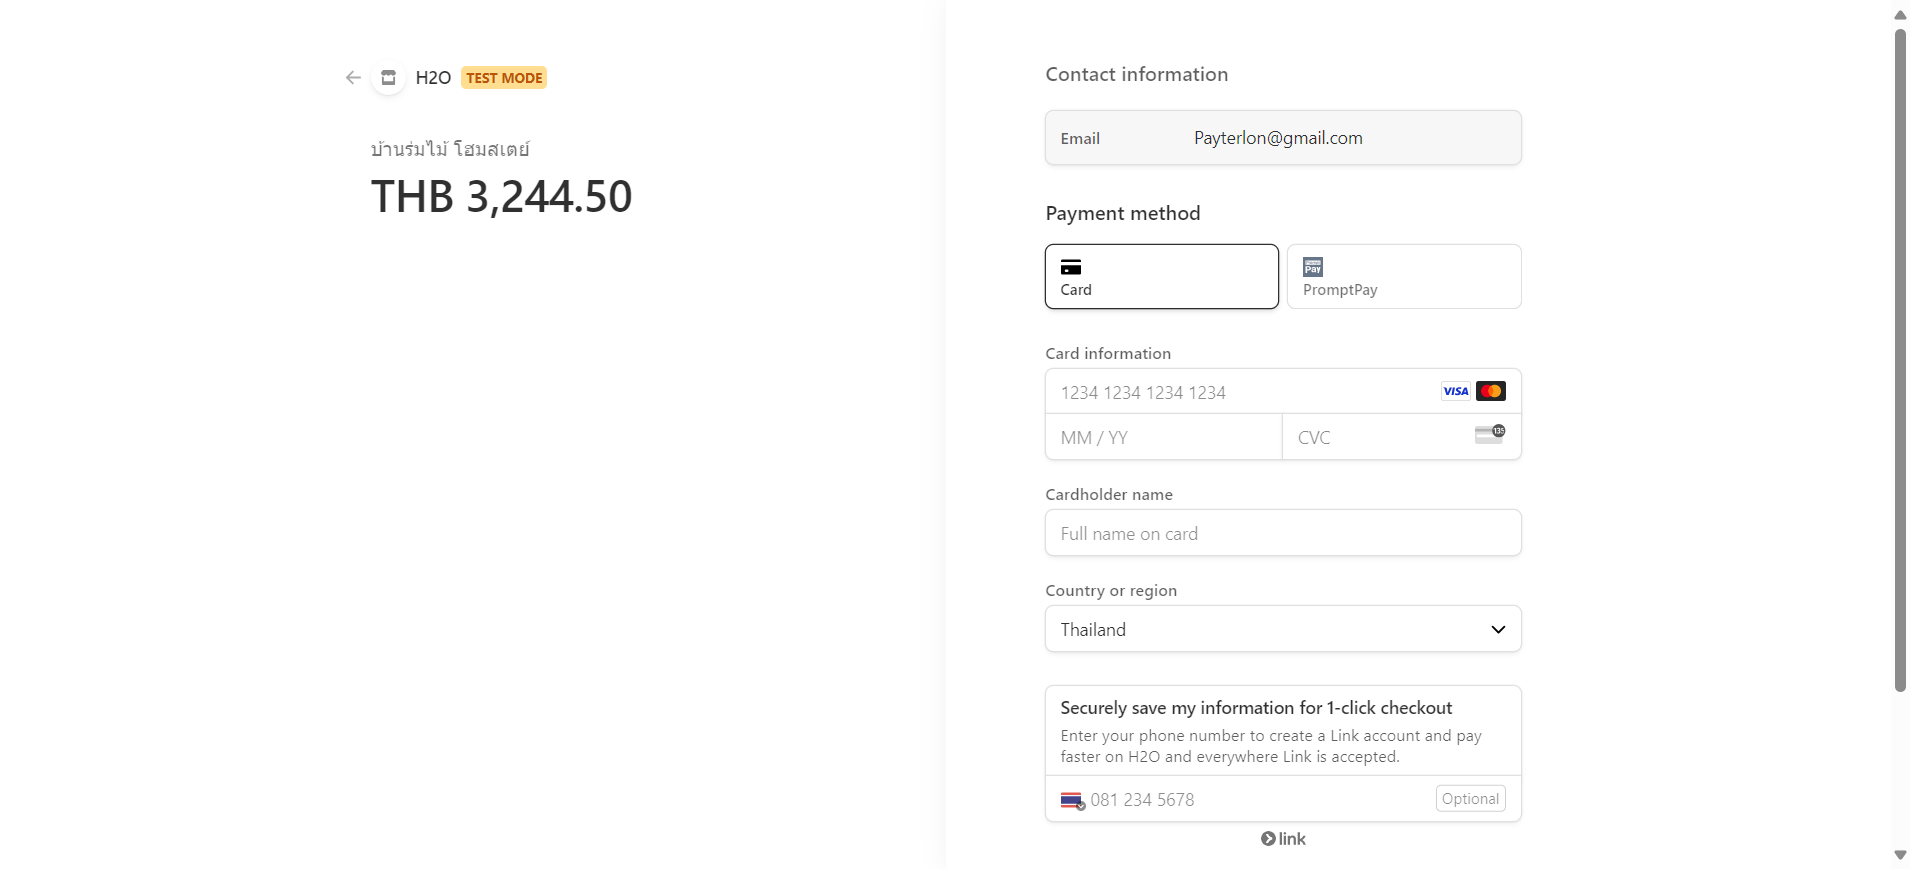 H2O TEST MODE
บ้านร่มไม้ โฮมสเตย์
THB 3,244.50
Contact information
Email Payterlon@gmail.com
Payment method
Card
PromptPay
Card information
1234 1234 1234 1234 VISA
MM / YY
CVC 135
Cardholder name
Full name on card
Country or region
Thailand
Securely save my information for 1-click checkout
Enter your phone number to create a Link account and pay
faster on H2O and everywhere Link is accepted.
081 234 5678 Optional
link